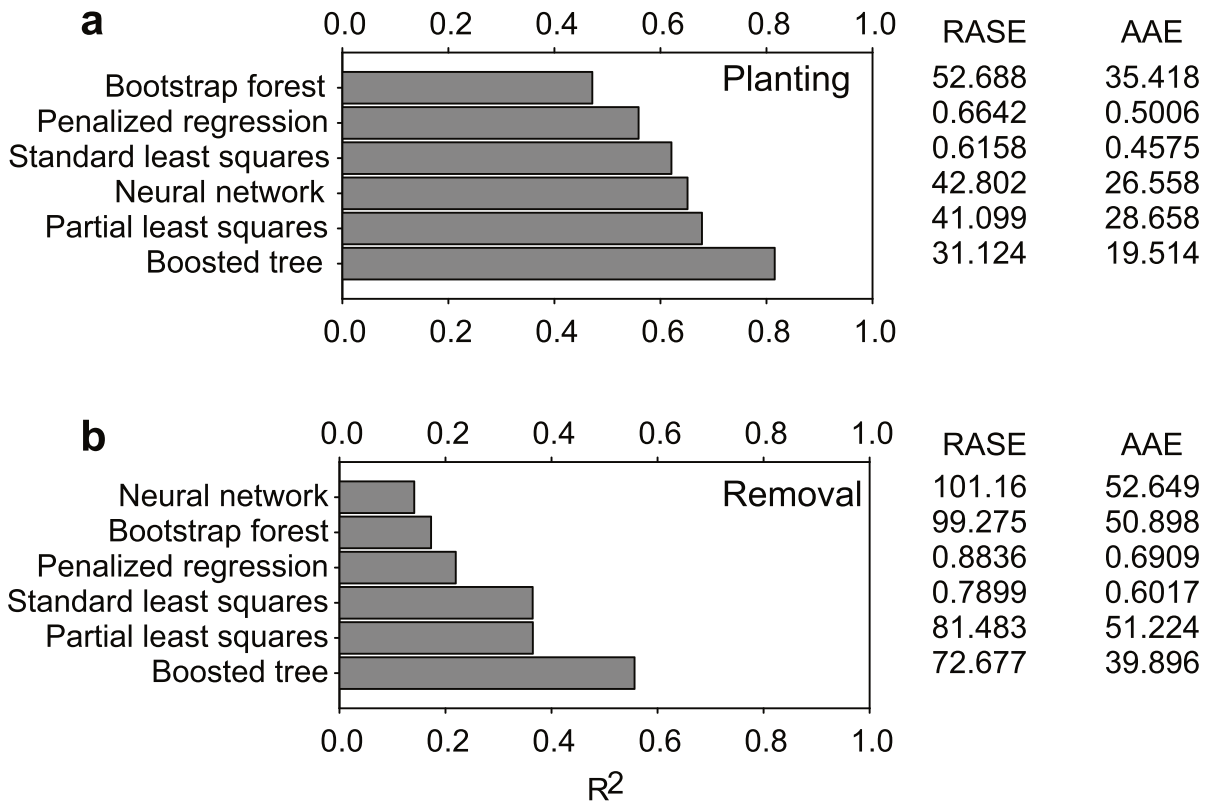 a
0.0 0.2 0.4 0.6 0.8 1.0
RASE AAE
Planting
Bootstrap forest 52.688 35.418
Penalized regression 0.6642 0.5006
Standard least squares 0.6158 0.4575
Neural network 42.802 26.558
Partial least squares 41.099 28.658
Boosted tree 31.124 19.514
0.0 0.2 0.4 0.6 0.8 1.0
b
0.0 0.2 0.4 0.6 0.8 1.0
RASE AAE
Removal
Neural network 101.16 52.649
Bootstrap forest 99.275 50.898
Penalized regression 0.8836 0.6909
Standard least squares 0.7899 0.6017
Partial least squares 81.483 51.224
Boosted tree 72.677 39.896
0.0 0.2 0.4 0.6 0.8 1.0
R2